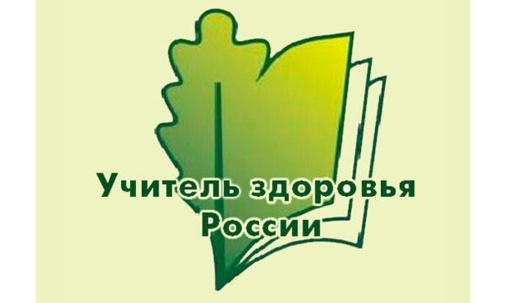 Учитель здоровья
России